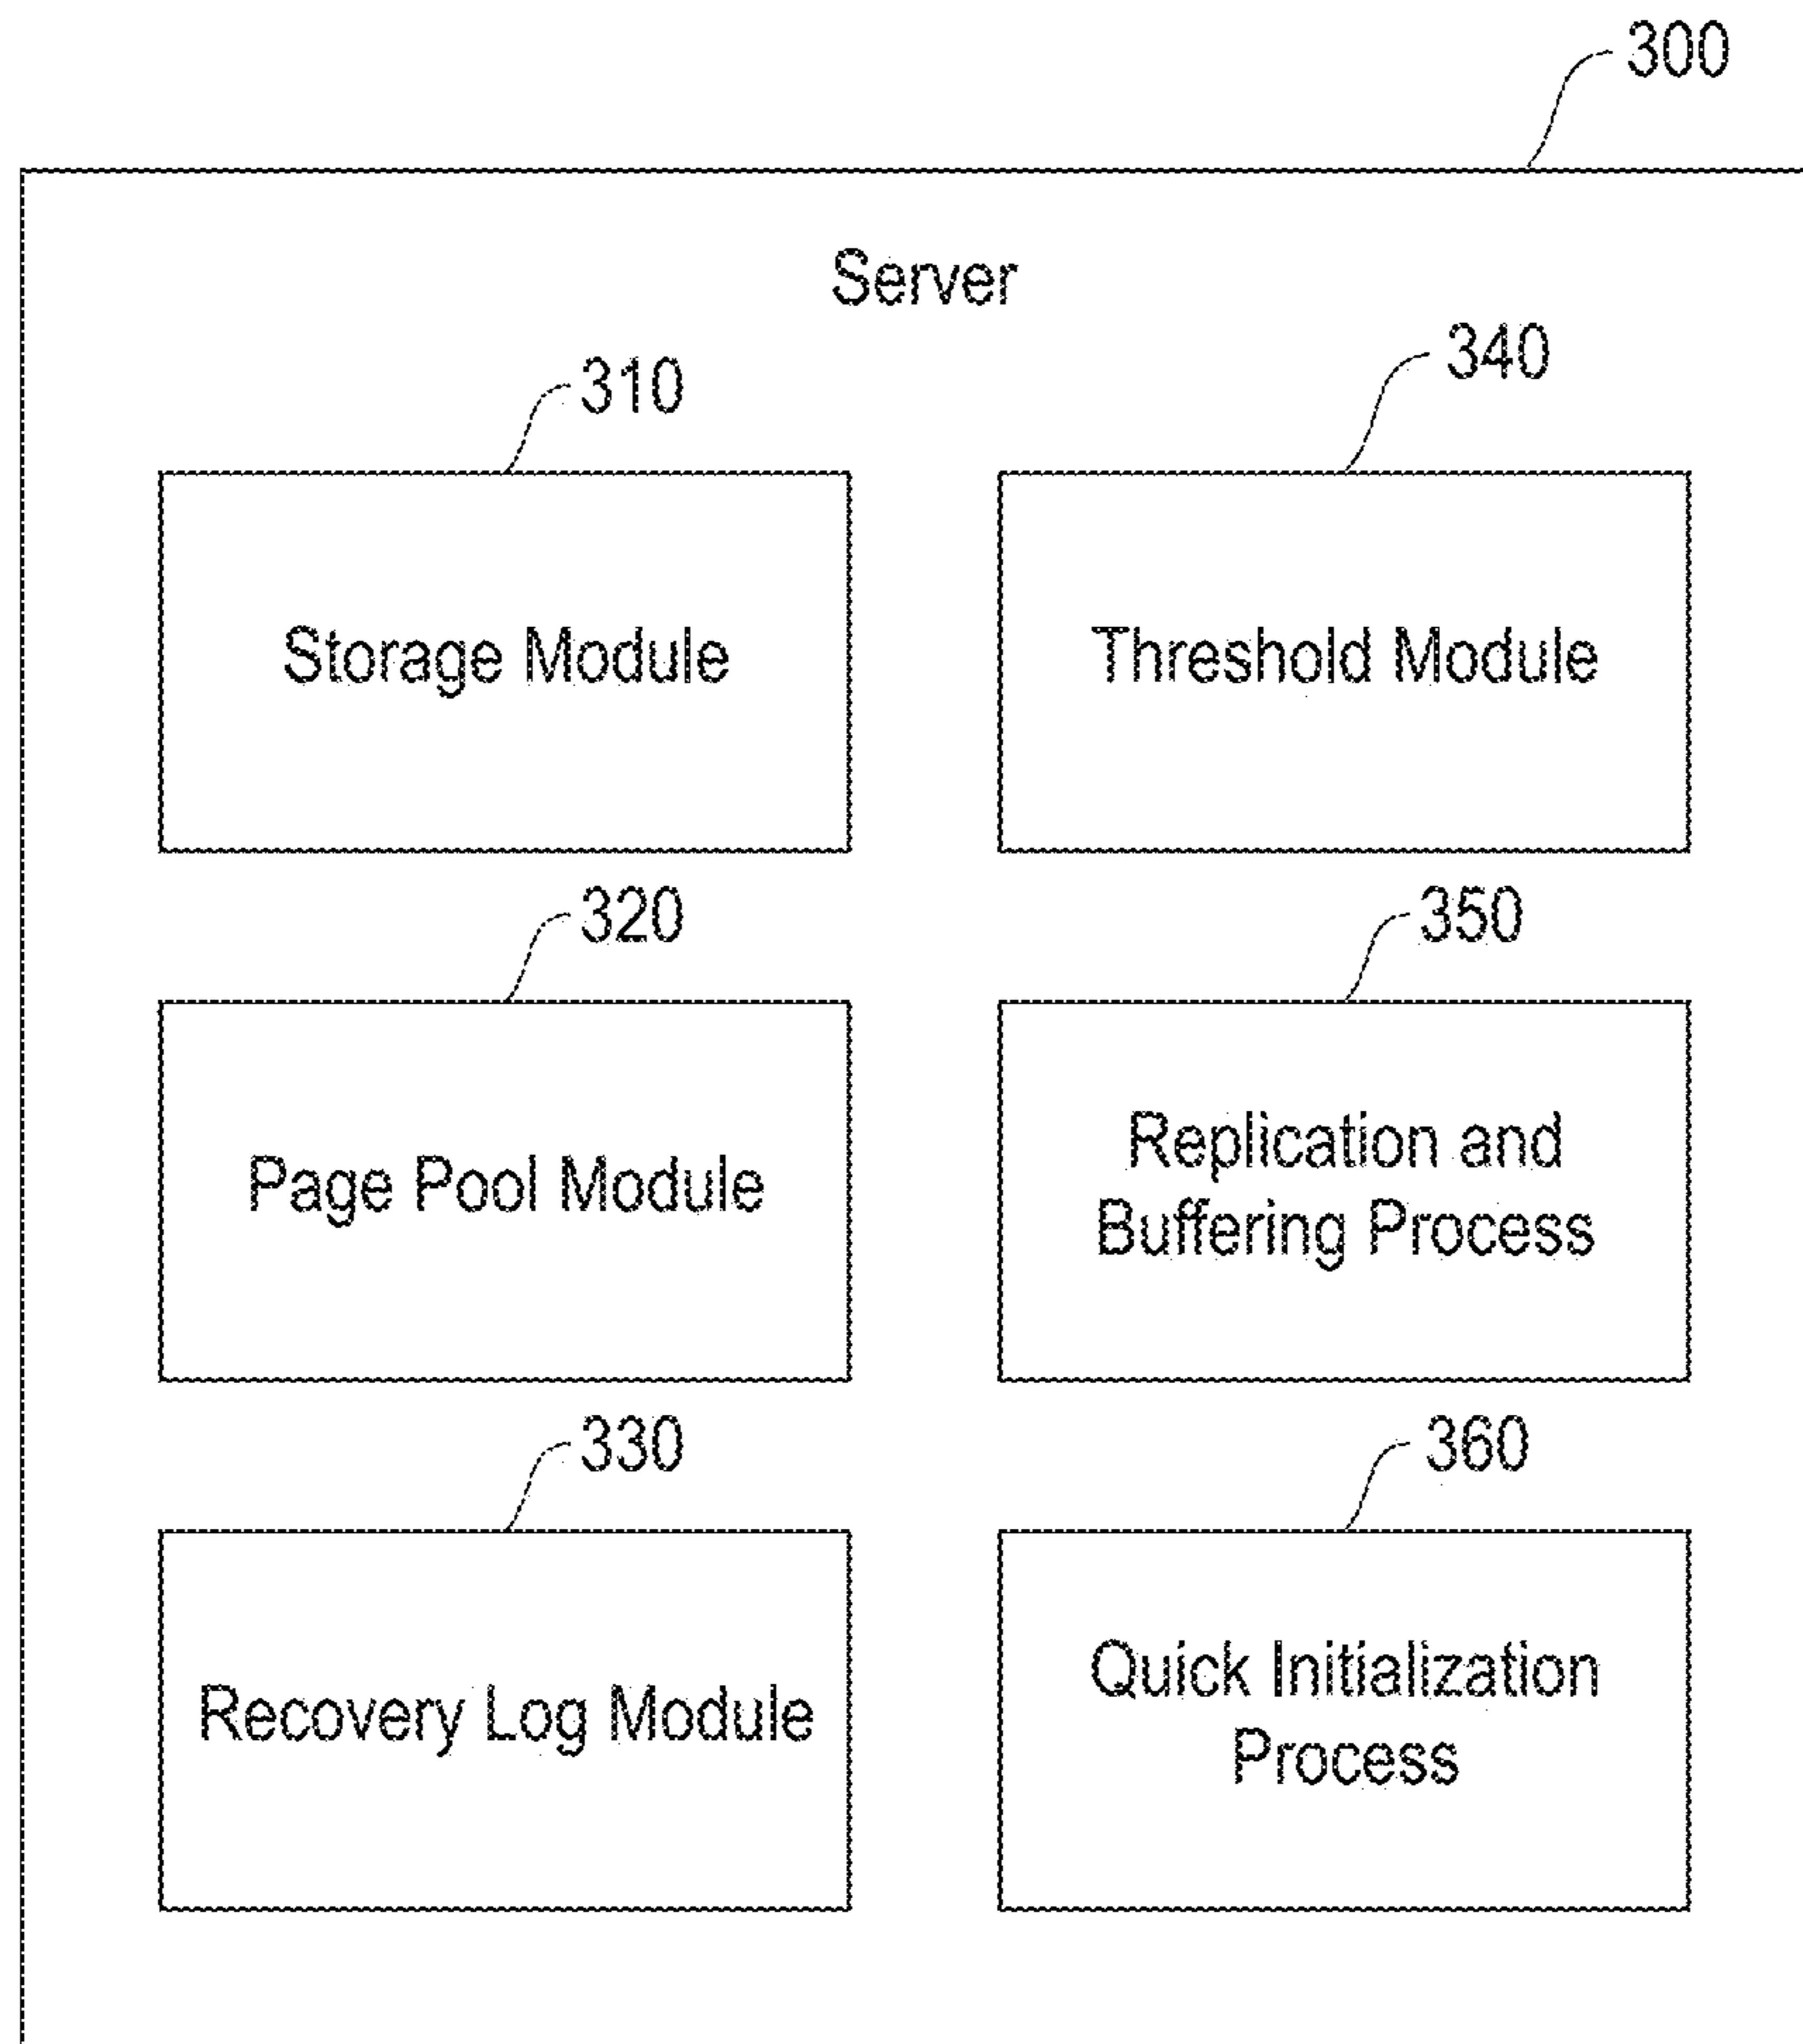 300
Server
310
340
Storage Module
Threshold Module
320
350
Page Pool Module
Replication and
Buffering Process
330
360
Recovery Log Module
Quick Initialization
Process